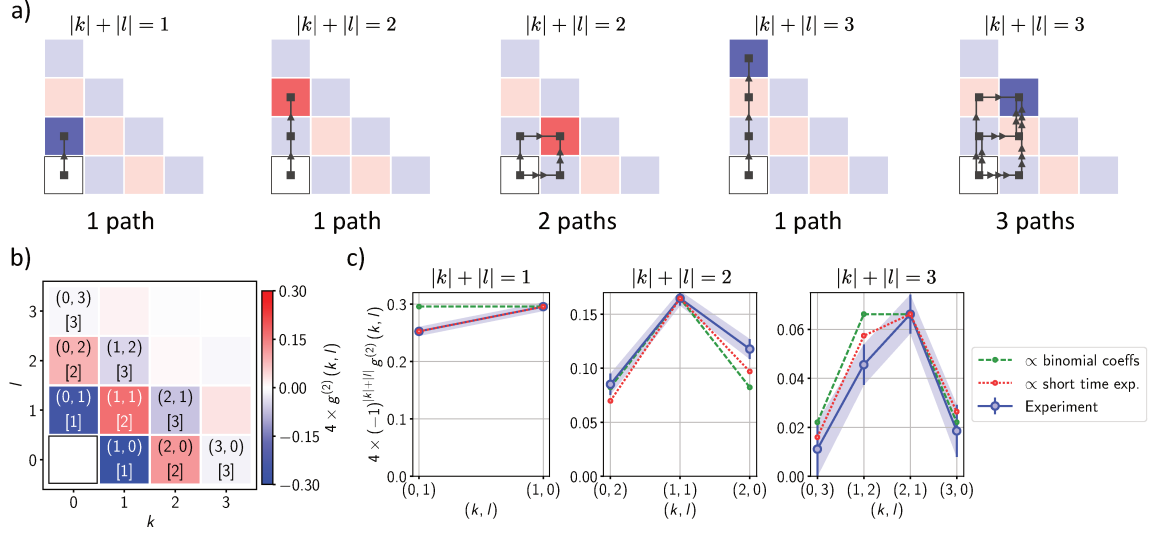 a)
|k| + |l| = 1
|k| + |l| = 2
|k| + |l| = 2
|k| + |l| = 3
|k| + |l| = 3
1 path
1 path
2 paths
1 path
3 paths
b)
3
2
1
0
l
(0, 3)
[3]
(0, 2)
[2]
(1, 2)
[3]
(0, 1)
[1]
(1, 1)
[2]
(2, 1)
[3]
(1, 0)
[1]
(2, 0)
[2]
(3, 0)
[3]
0
1
2
3
k
0.30
0.15
0.00
−0.15
−0.30
4 × g⁽²⁾ (k, l)
c)
|k| + |l| = 1
|k| + |l| = 2
|k| + |l| = 3
4 × (−1)^{|k|+|l|} g⁽²⁾ (k, l)
0.3
0.2
0.1
0.0
(0, 1)
(1, 0)
(k, l)
0.15
0.10
0.05
0.00
(0, 2)
(1, 1)
(2, 0)
(k, l)
0.06
0.04
0.02
0.00
(0, 3)
(1, 2)
(2, 1)
(3, 0)
(k, l)
∝ binomial coeffs
∝ short time exp.
Experiment